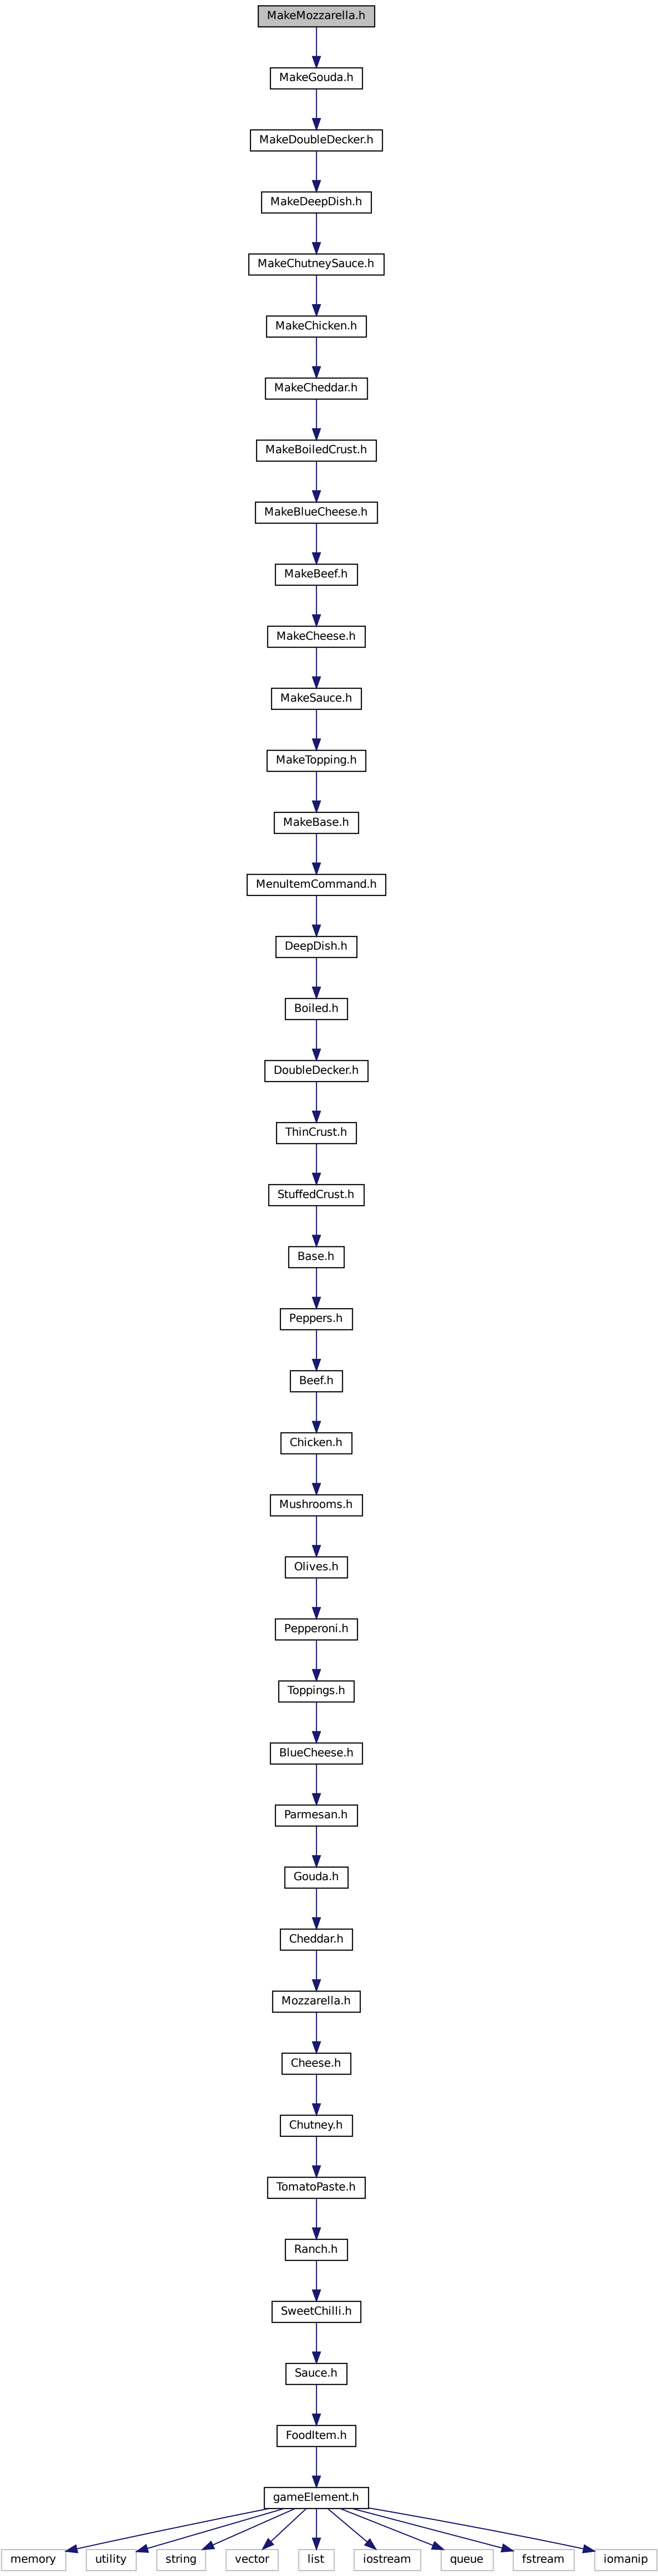 MakeMozzarella.h
MakeGouda.h
MakeDoubleDecker.h
MakeDeepDish.h
MakeChutneySauce.h
MakeChicken.h
MakeCheddar.h
MakeBoiledCrust.h
MakeBlueCheese.h
MakeBeef.h
MakeCheese.h
MakeSauce.h
MakeTopping.h
MakeBase.h
MenuItemCommand.h
DeepDish.h
Boiled.h
DoubleDecker.h
ThinCrust.h
StuffedCrust.h
Base.h
Peppers.h
Beef.h
Chicken.h
Mushrooms.h
Olives.h
Pepperoni.h
Toppings.h
BlueCheese.h
Parmesan.h
Gouda.h
Cheddar.h
Mozzarella.h
Cheese.h
Chutney.h
TomatoPaste.h
Ranch.h
SweetChilli.h
Sauce.h
FoodItem.h
gameElement.h
memory utility string vector list iostream queue fstream iomanip